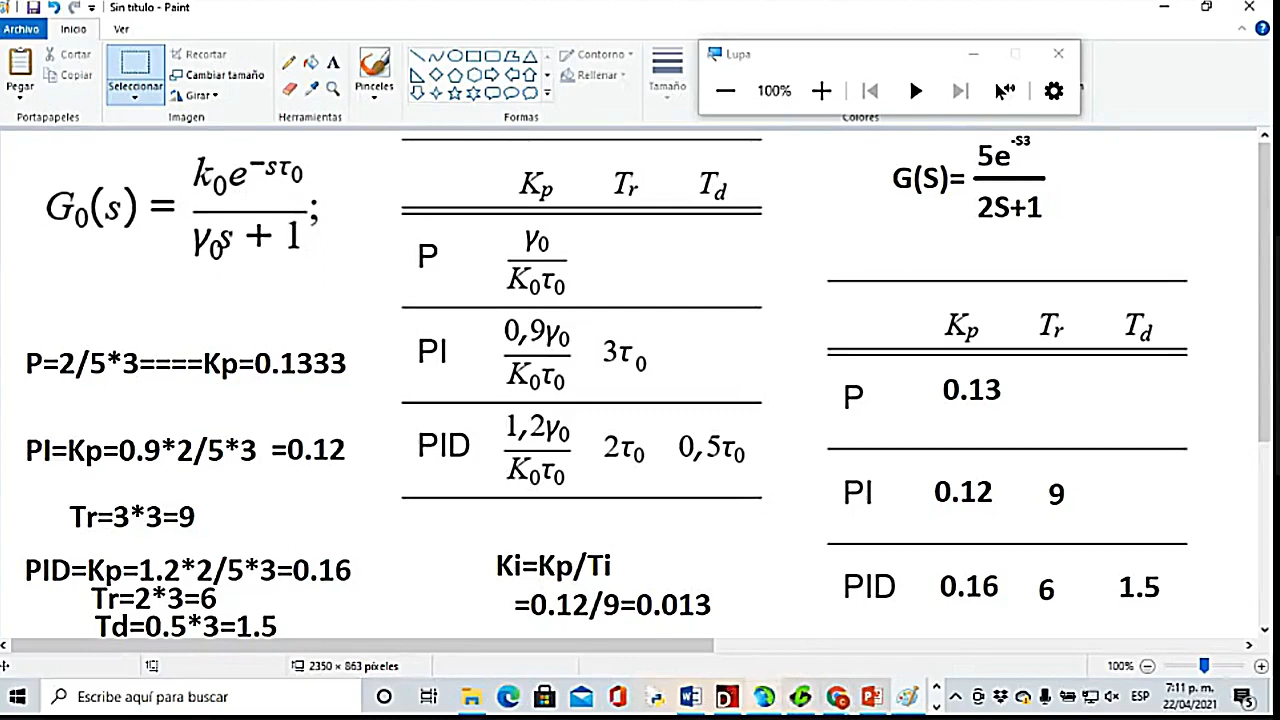 Sin título - Paint
Archivo Inicio Ver
Pegar
Cortar
Copiar
Portapapeles
Seleccionar
Recortar
Cambiar tamaño
Girar
Imagen
Herramientas
Pinceles
Contorno
Rellenar
Formas
Tamaño
Colores
Lupa
100%
G₀(s) = k₀e^(−sτ₀) / (γ₀s + 1);
P=2/5*3====Kp=0.1333
PI=Kp=0.9*2/5*3 =0.12
Tr=3*3=9
PID=Kp=1.2*2/5*3=0.16
Tr=2*3=6
Td=0.5*3=1.5
Kp Tr Td
P γ₀ / K₀τ₀
PI 0,9γ₀ / K₀τ₀ 3τ₀
PID 1,2γ₀ / K₀τ₀ 2τ₀ 0,5τ₀
Ki=Kp/Ti
=0.12/9=0.013
G(S)= 5e^-S3 / 2S+1
Kp Tr Td
P 0.13
PI 0.12 9
PID 0.16 6 1.5
2350 × 863 píxeles
100%
Escribe aquí para buscar
ESP
7:11 p. m.
22/04/2021
5